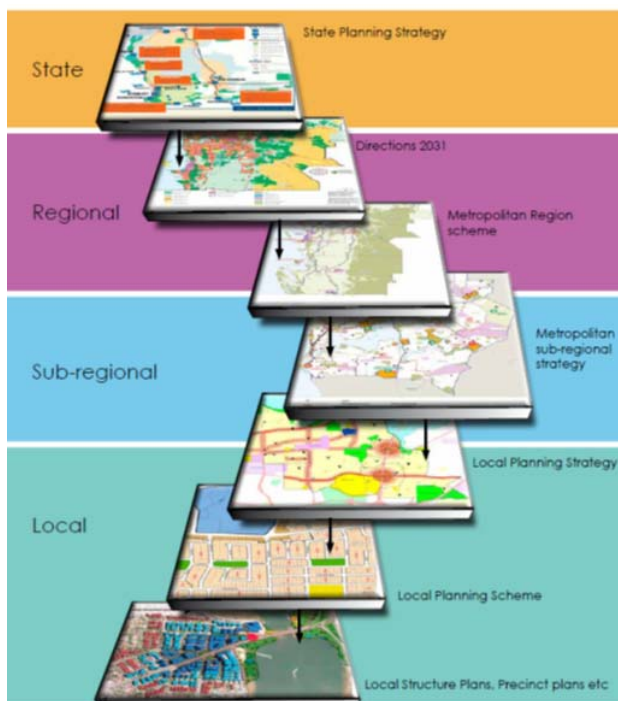 State
State Planning Strategy
Directions 2031
Regional
Metropolitan Region
scheme
Sub-regional
Metropolitan
sub-regional
strategy
Local Planning Strategy
Local
Local Planning Scheme
Local Structure Plans, Precinct plans etc